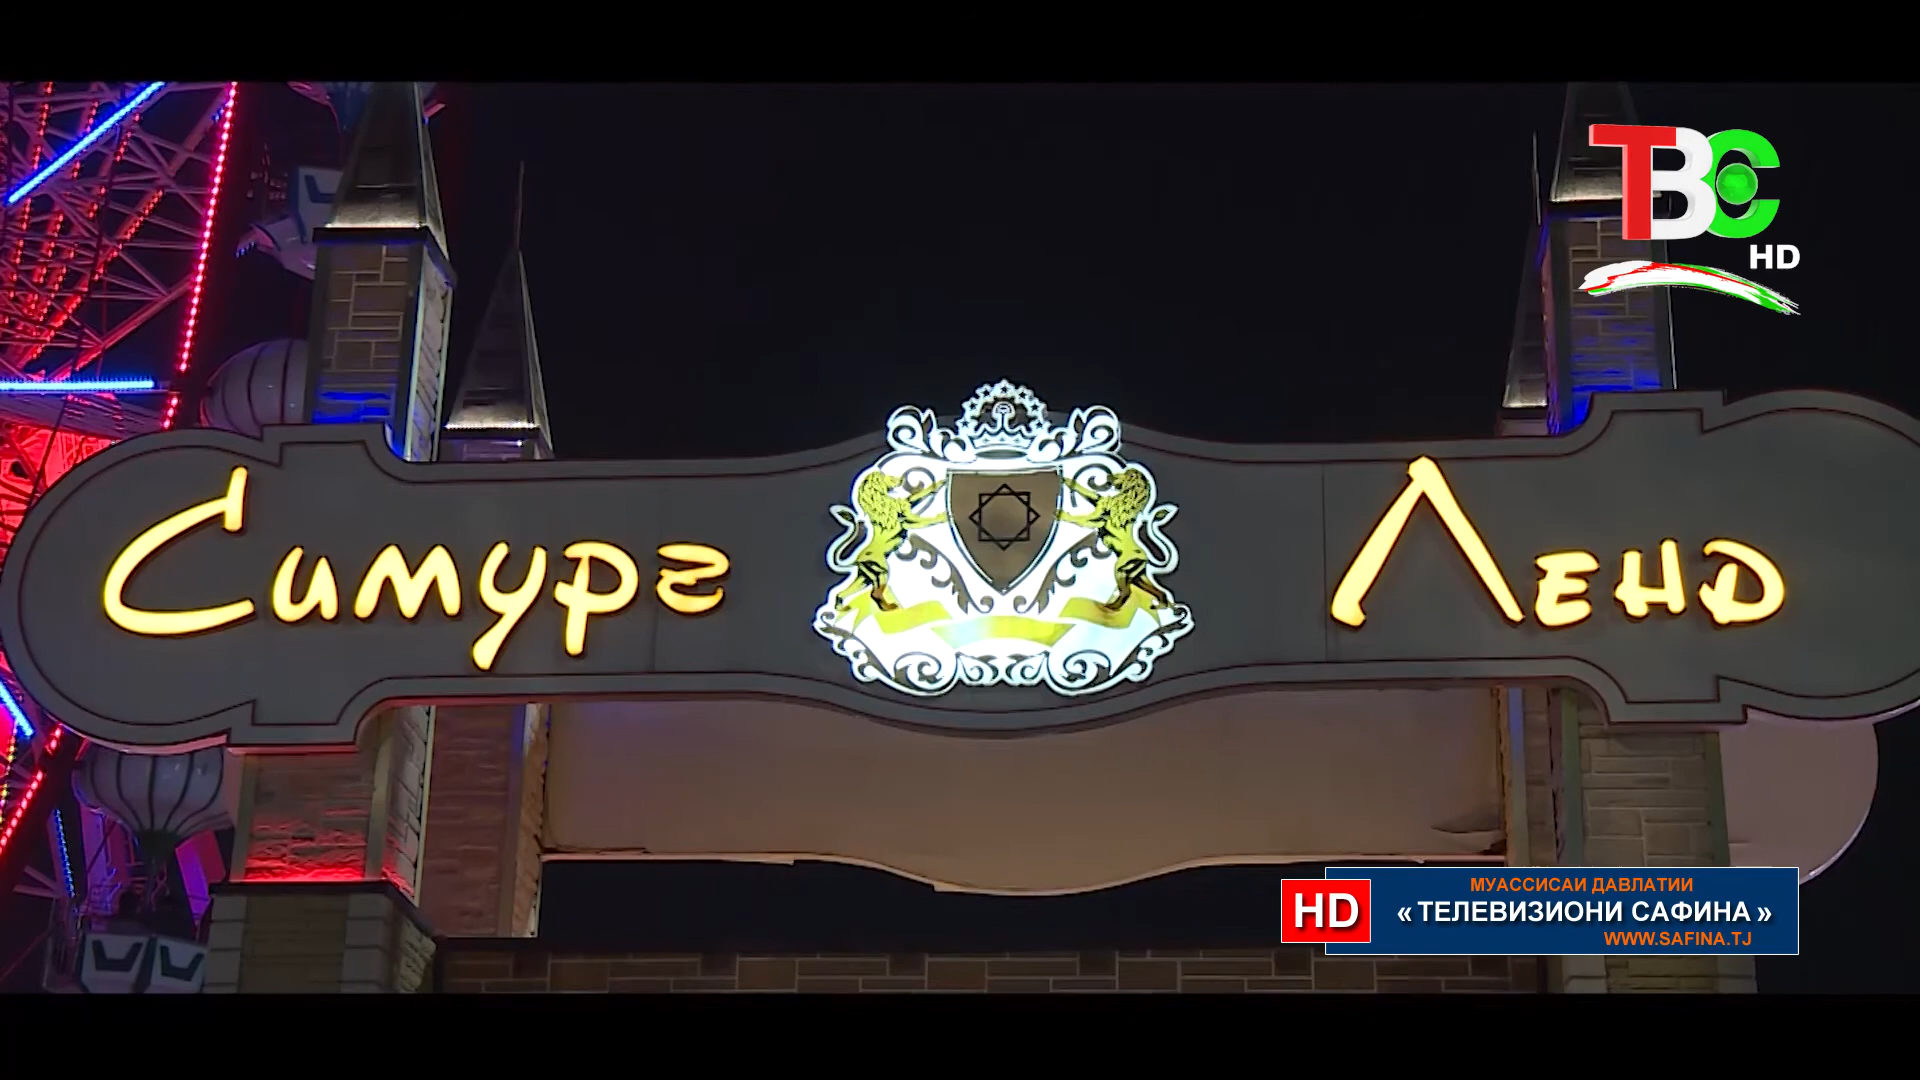 ТВС
HD
Симург Ленд
HD
МУАССИСАИ ДАВЛАТИИ
« ТЕЛЕВИЗИОНИ САФИНА »
WWW.SAFINA.TJ